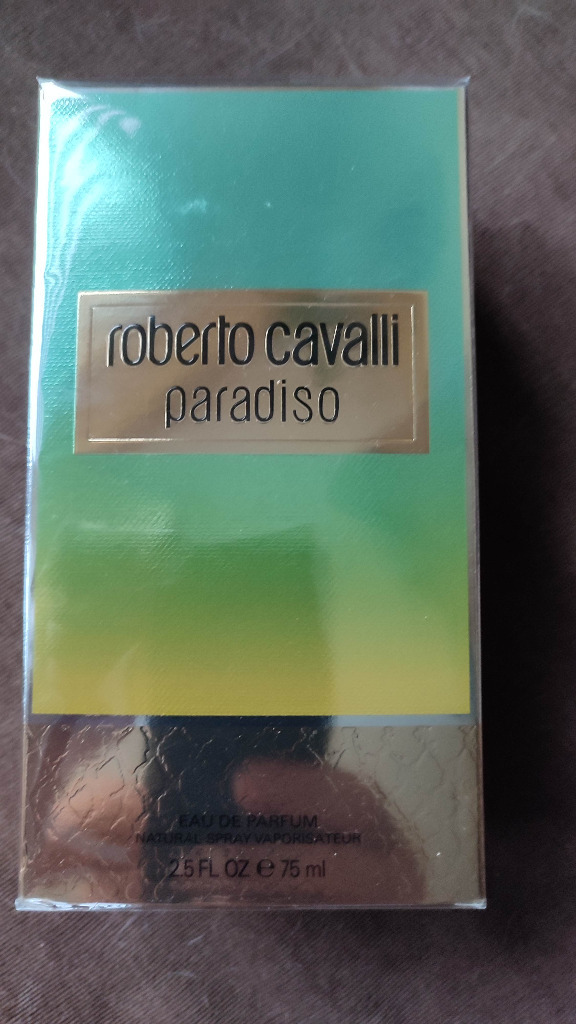 roberto cavalli
paradiso
EAU DE PARFUM
NATURAL SPRAY VAPORISATEUR
2.5 FL OZ ℮ 75 ml